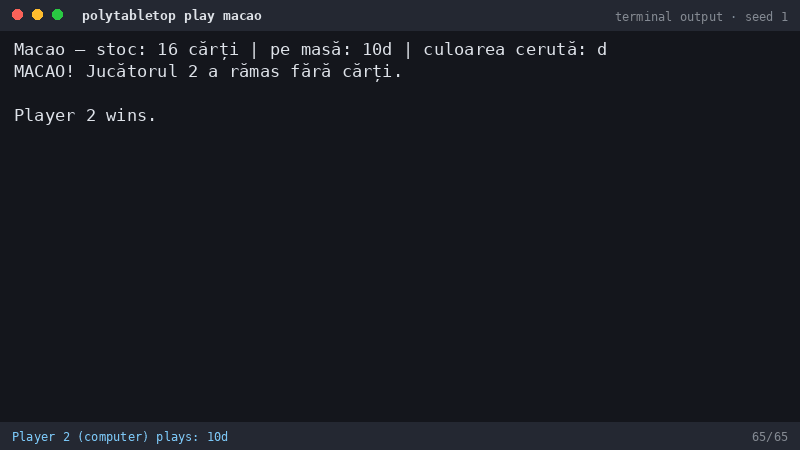 polytabletop play macao
terminal output · seed 1
Macao — stoc: 16 cărți | pe masă: 10d | culoarea cerută: d
MACAO! Jucătorul 2 a rămas fără cărți.
Player 2 wins.
Player 2 (computer) plays: 10d
65/65